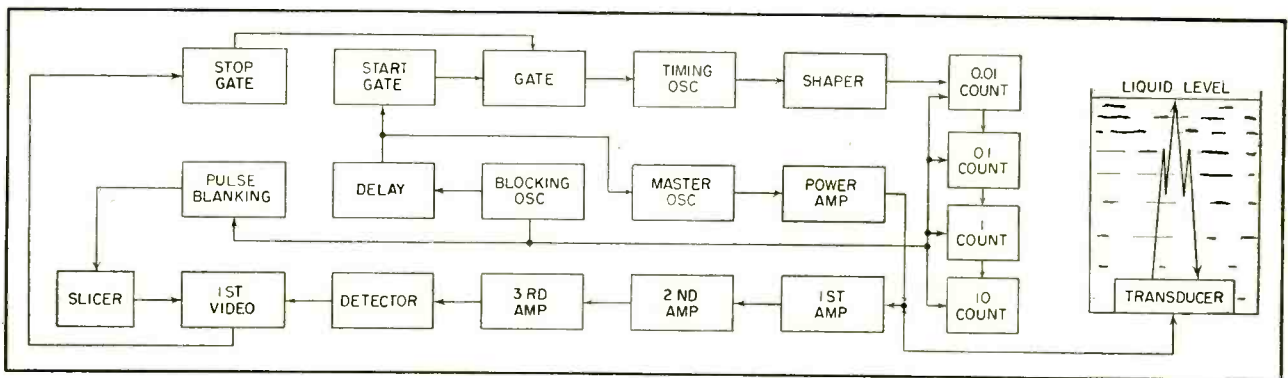 STOP
GATE
START
GATE
GATE
TIMING
OSC
SHAPER
0.01
COUNT
LIQUID LEVEL
0.1
COUNT
PULSE
BLANKING
DELAY
BLOCKING
OSC
MASTER
OSC
POWER
AMP
1
COUNT
SLICER
1ST
VIDEO
DETECTOR
3RD
AMP
2ND
AMP
1ST
AMP
10
COUNT
TRANSDUCER